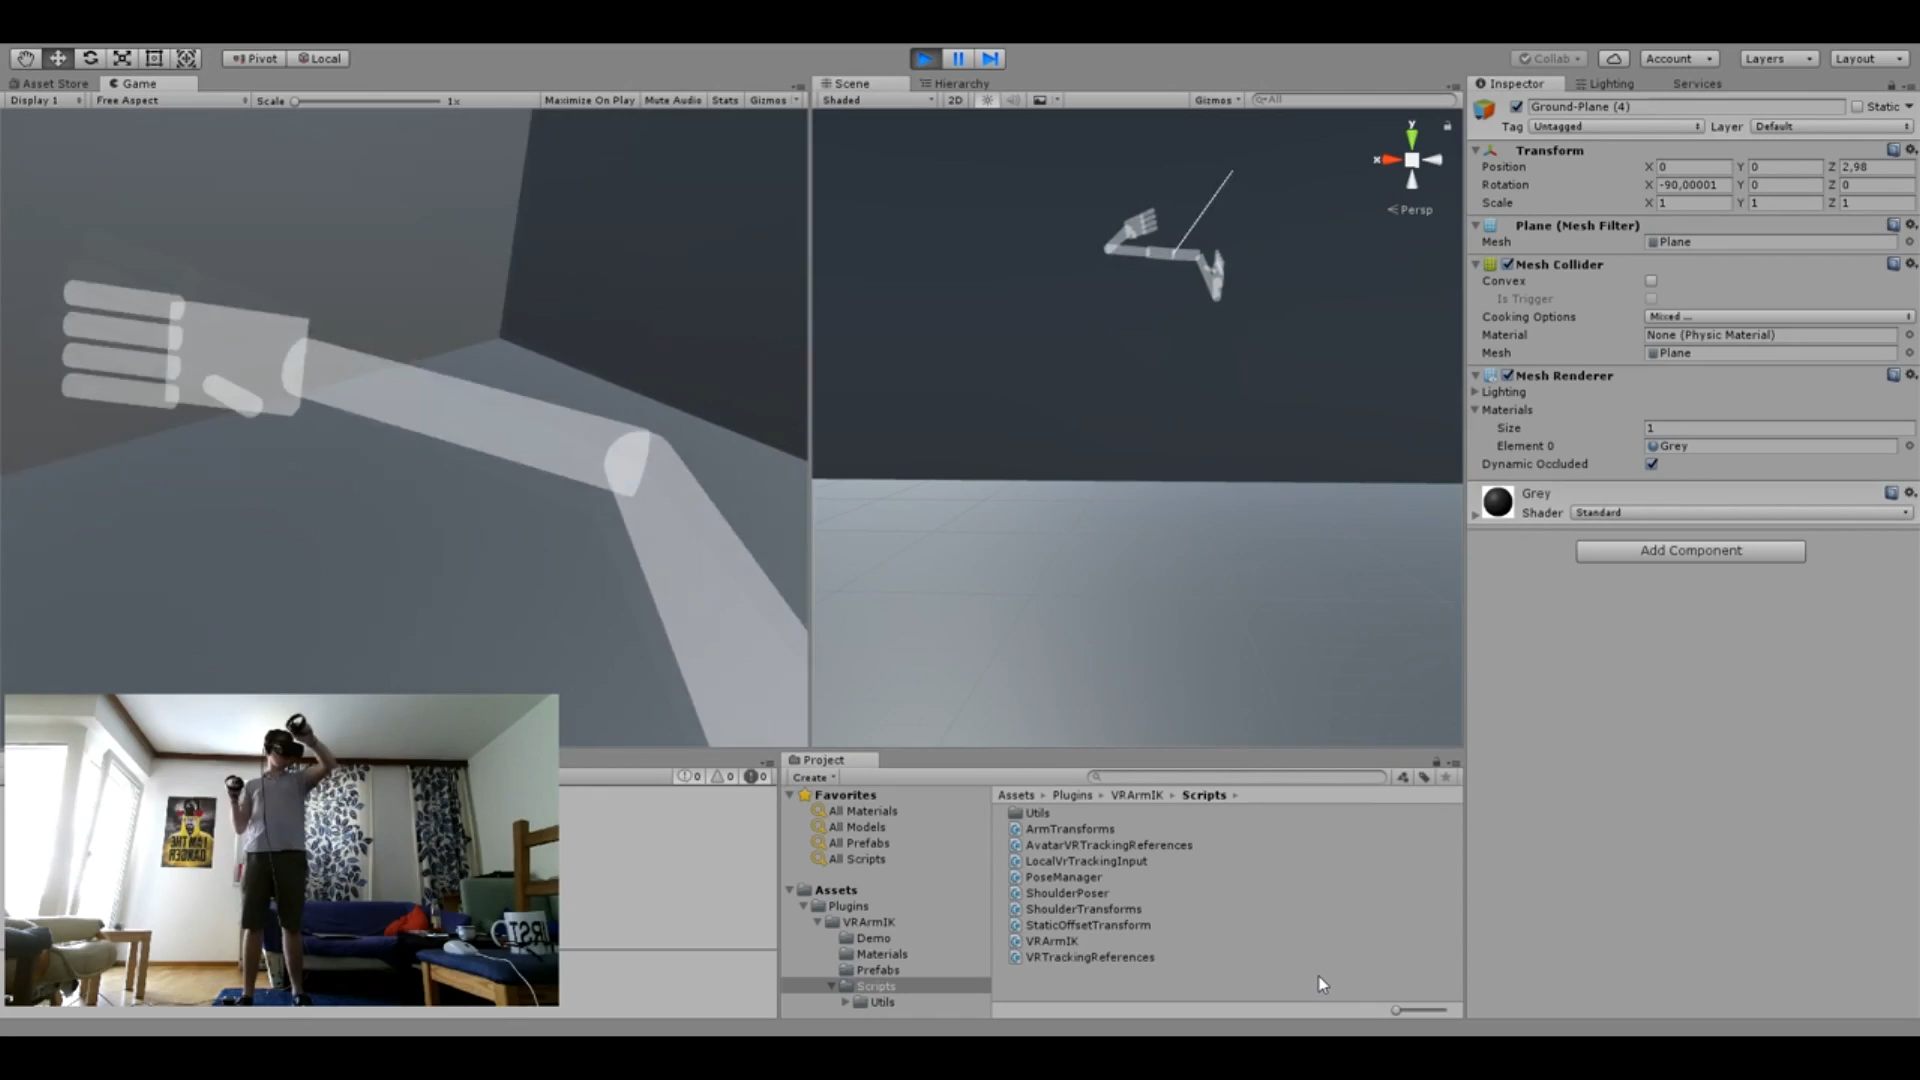 Pivot Local Collab Account Layers Layout
Asset Store Game Scene Hierarchy Inspector Lighting Services
Display 1 Free Aspect Scale 1x Maximize On Play Mute Audio Stats Gizmos Shaded 2D Gizmos All
Ground-Plane (4) Static
Tag Untagged Layer Default
Transform
Position X 0 Y 0 Z 2,98
Rotation X -90,00001 Y 0 Z 0
Scale X 1 Y 1 Z 1
y
x
Persp
Plane (Mesh Filter)
Mesh Plane
Mesh Collider
Convex
Is Trigger
Cooking Options Mixed ...
Material None (Physic Material)
Mesh Plane
Mesh Renderer
Lighting
Materials
Size 1
Element 0 Grey
Dynamic Occluded
Grey
Shader Standard
Add Component
0 0 0
Project
Create
Favorites
All Materials
All Models
All Prefabs
All Scripts
Assets
Plugins
VRArmIK
Demo
Materials
Prefabs
Scripts
Utils
Assets Plugins VRArmIK Scripts
Utils
ArmTransforms
AvatarVRTrackingReferences
LocalVrTrackingInput
PoseManager
ShoulderPoser
ShoulderTransforms
StaticOffsetTransform
VRArmIK
VRTrackingReferences
I AM THE
DANGER